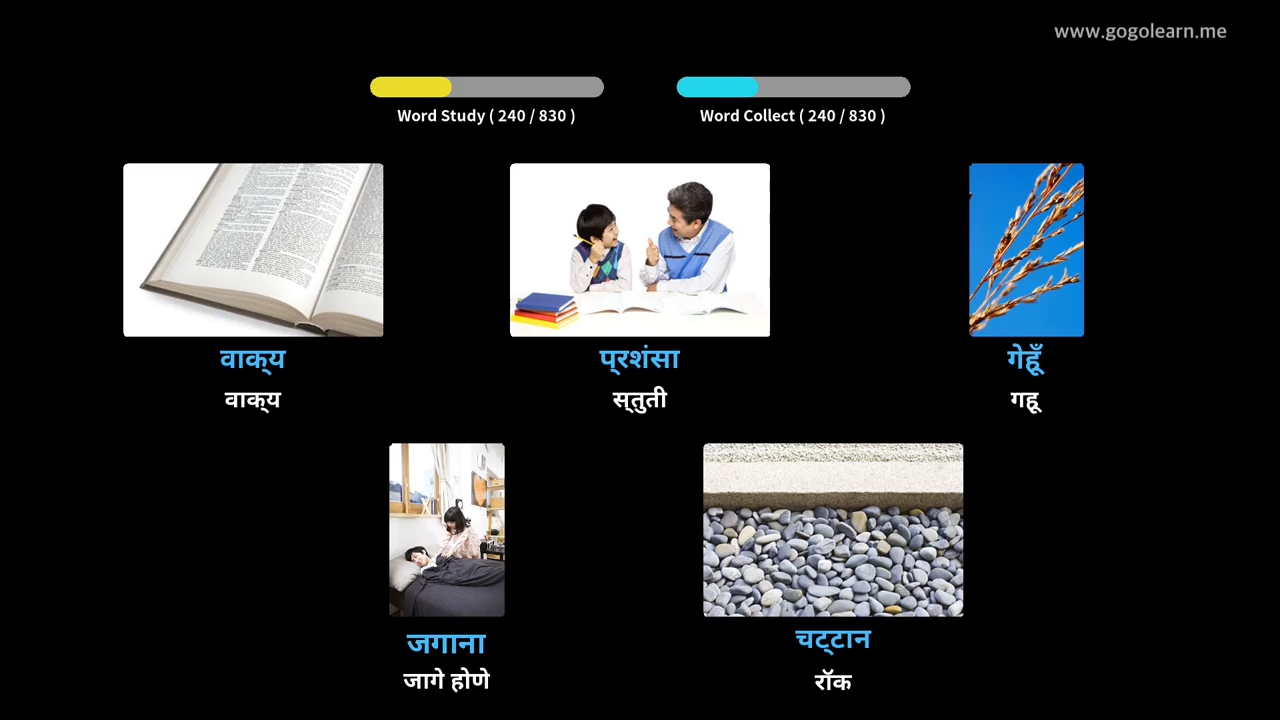 www.gogolearn.me
Word Study ( 240 / 830 )
Word Collect ( 240 / 830 )
वाक्य
वाक्य
प्रशंसा
स्तुती
गेहूँ
गहू
जगाना
जागे होणे
चट्टान
रॉक